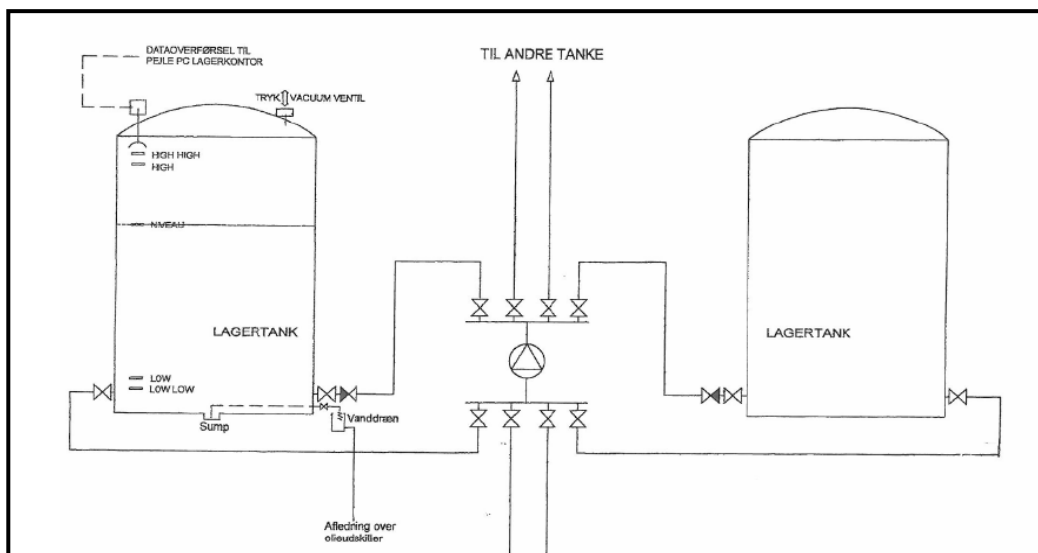 DATAOVERFØRSEL TIL
PEJLE PC LAGERKONTOR
TIL ANDRE TANKE
TRYK VACUUM VENTIL
HIGH HIGH
HIGH
NIVEAU
LAGERTANK
LAGERTANK
LOW
LOW LOW
Sump
Vanddræn
Afledning over
olieudskiller